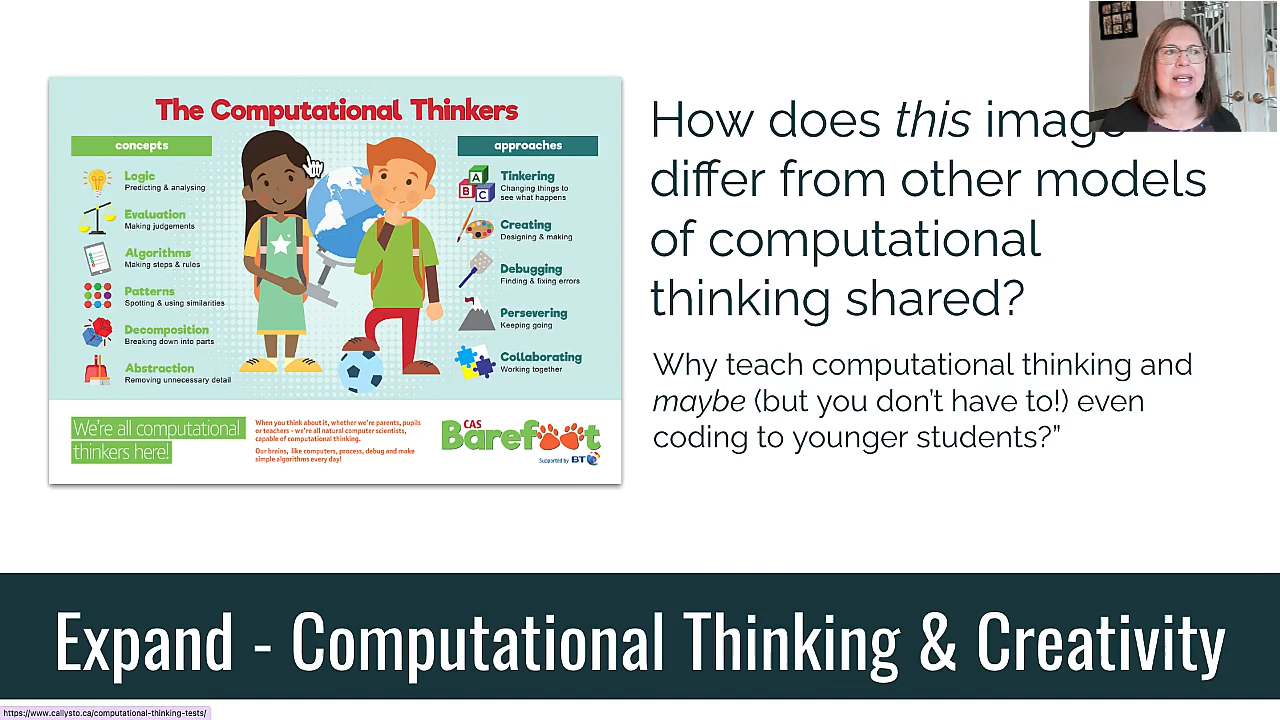 The Computational Thinkers
concepts
Logic
Predicting & analysing
Evaluation
Making judgements
Algorithms
Making steps & rules
Patterns
Spotting & using similarities
Decomposition
Breaking down into parts
Abstraction
Removing unnecessary detail
approaches
Tinkering
Changing things to
see what happens
Creating
Designing & making
Debugging
Finding & fixing errors
Persevering
Keeping going
Collaborating
Working together
A
B
C
We're all computational
thinkers here!
When you think about it, whether we're parents, pupils
or teachers - we're all natural computer scientists,
capable of computational thinking.
Our brains, like computers, process, debug and make
simple algorithms every day!
CAS
Barefoot
Supported by BT
How does this image
differ from other models
of computational
thinking shared?
Why teach computational thinking and
maybe (but you don't have to!) even
coding to younger students?”
Expand - Computational Thinking & Creativity
https://www.callysto.ca/computational-thinking-tests/